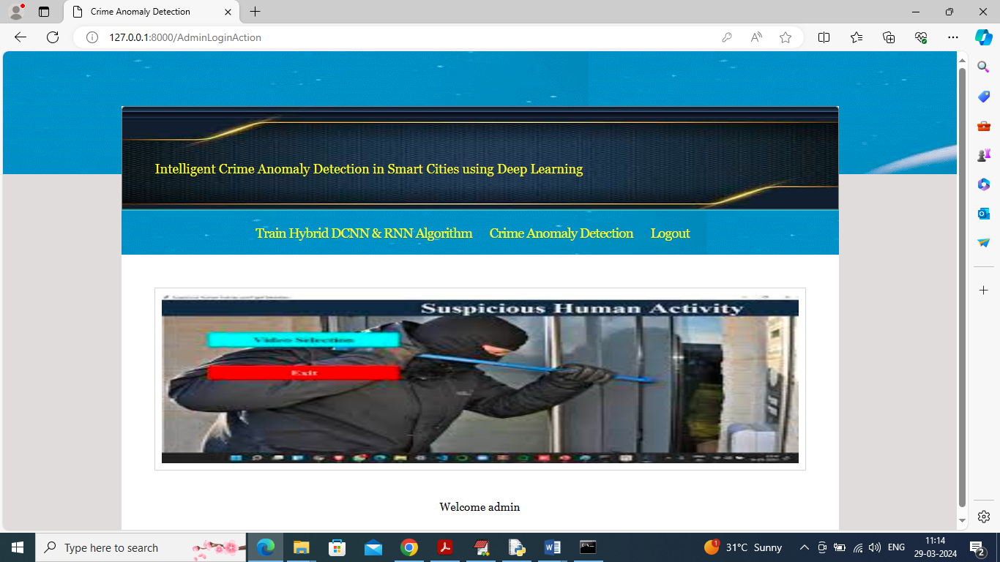 Crime Anomaly Detection
127.0.0.1:8000/AdminLoginAction
Intelligent Crime Anomaly Detection in Smart Cities using Deep Learning
Train Hybrid DCNN & RNN Algorithm Crime Anomaly Detection Logout
Suspicious Human Activity
Video Selection
Exit
Welcome admin
Type here to search
31°C Sunny
ENG
11:14
29-03-2024
1
2